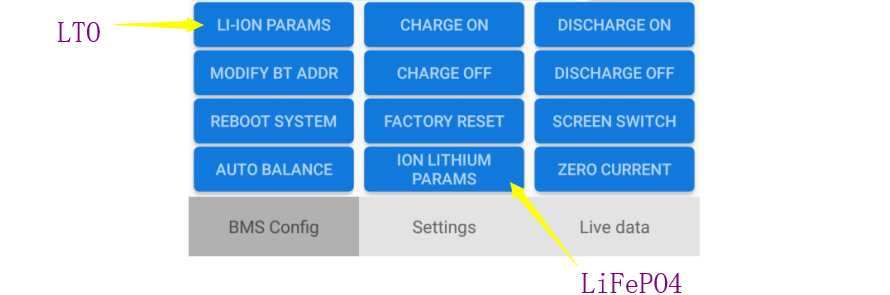 LTO
LI-ION PARAMS
CHARGE ON
DISCHARGE ON
MODIFY BT ADDR
CHARGE OFF
DISCHARGE OFF
REBOOT SYSTEM
FACTORY RESET
SCREEN SWITCH
AUTO BALANCE
ION LITHIUM
PARAMS
ZERO CURRENT
BMS Config
Settings
Live data
LiFePO4